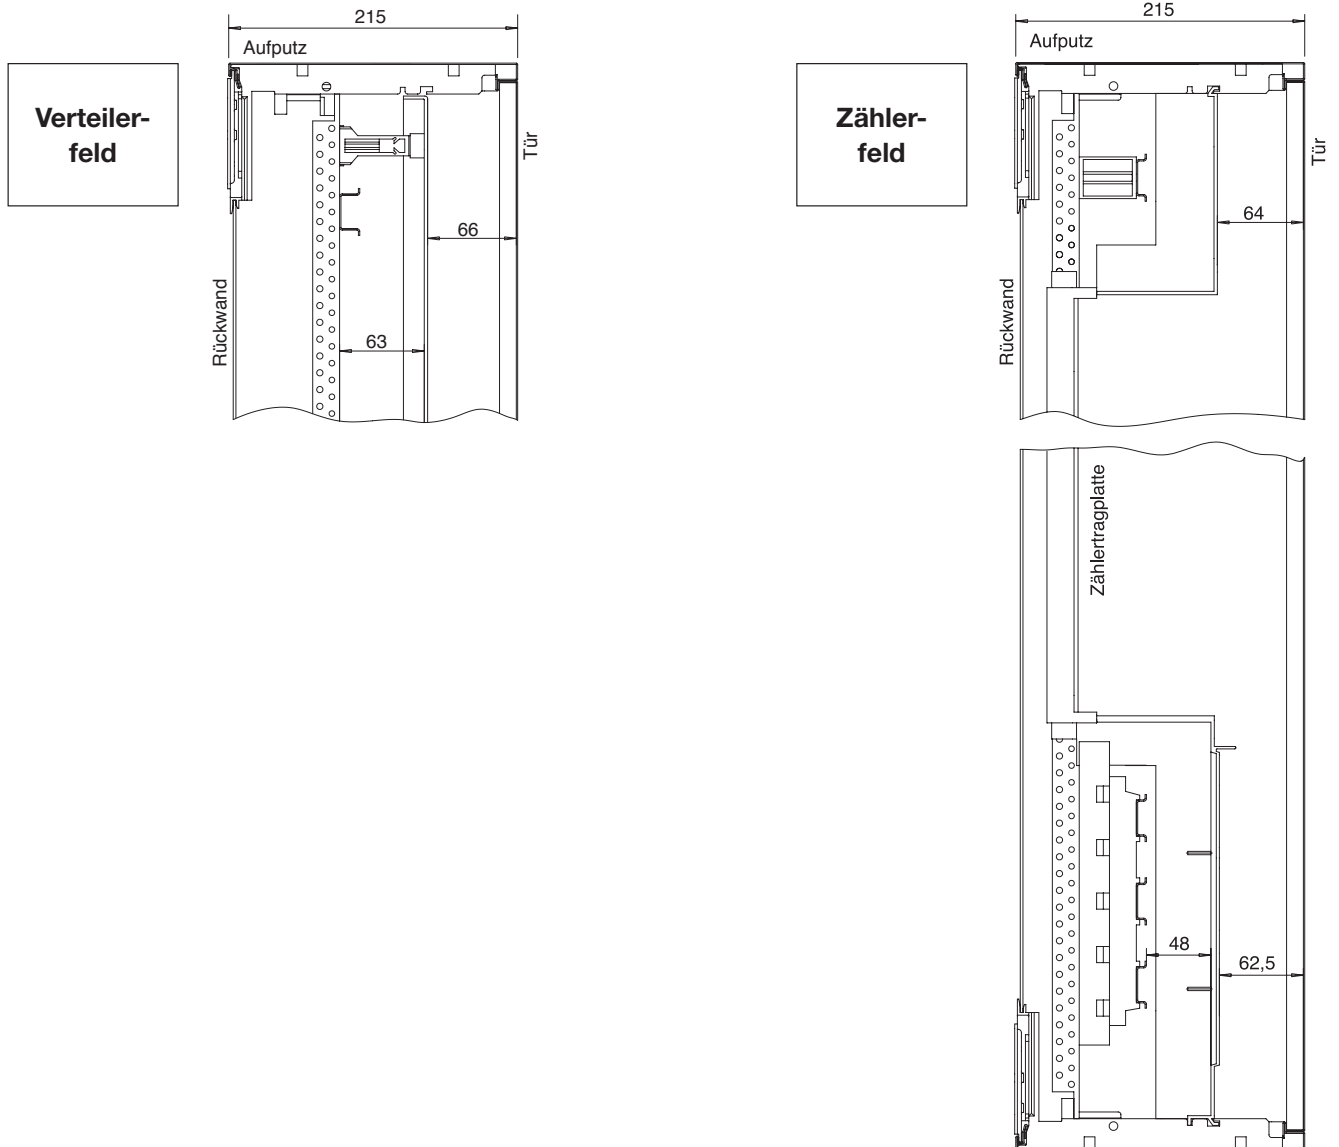 215
Aufputz
Verteiler-
feld
Tür
66
Rückwand
63
215
Aufputz
Zähler-
feld
Tür
64
Rückwand
Zählertragplatte
48
62,5